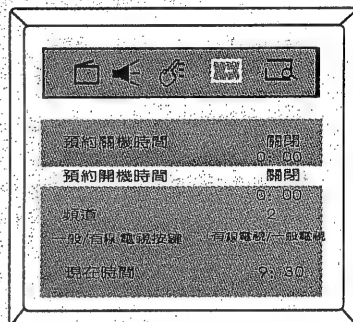 預約關機時間 關閉
0:00
預約開機時間 關閉
0:00
頻道 2
一般/有線電視按鍵 有線電視/一般電視
現在時間 9:30